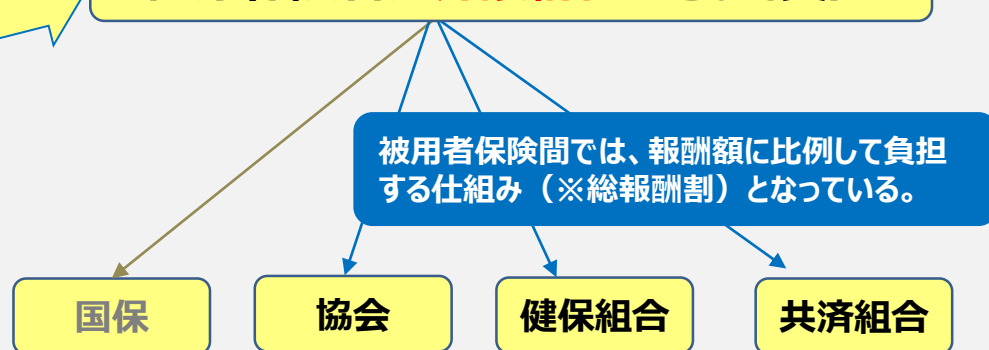 被用者保険間では、報酬額に比例して負担
する仕組み（※総報酬割）となっている。
国保
協会
健保組合
共済組合